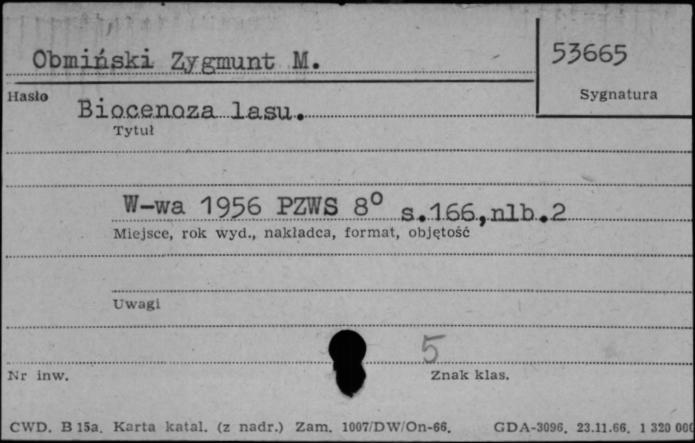 Obmiński Zygmunt M.
53665
Hasło
Sygnatura
Biocenoza lasu.
Tytuł
W-wa 1956 PZWS 8° s.166,nlb.2
Miejsce, rok wyd., nakładca, format, objętość
Uwagi
5
Nr inw.
Znak klas.
CWD. B 15a. Karta katal. (z nadr.) Zam. 1007/DW/On-66. GDA-3096. 23.11.66. 1 320 000